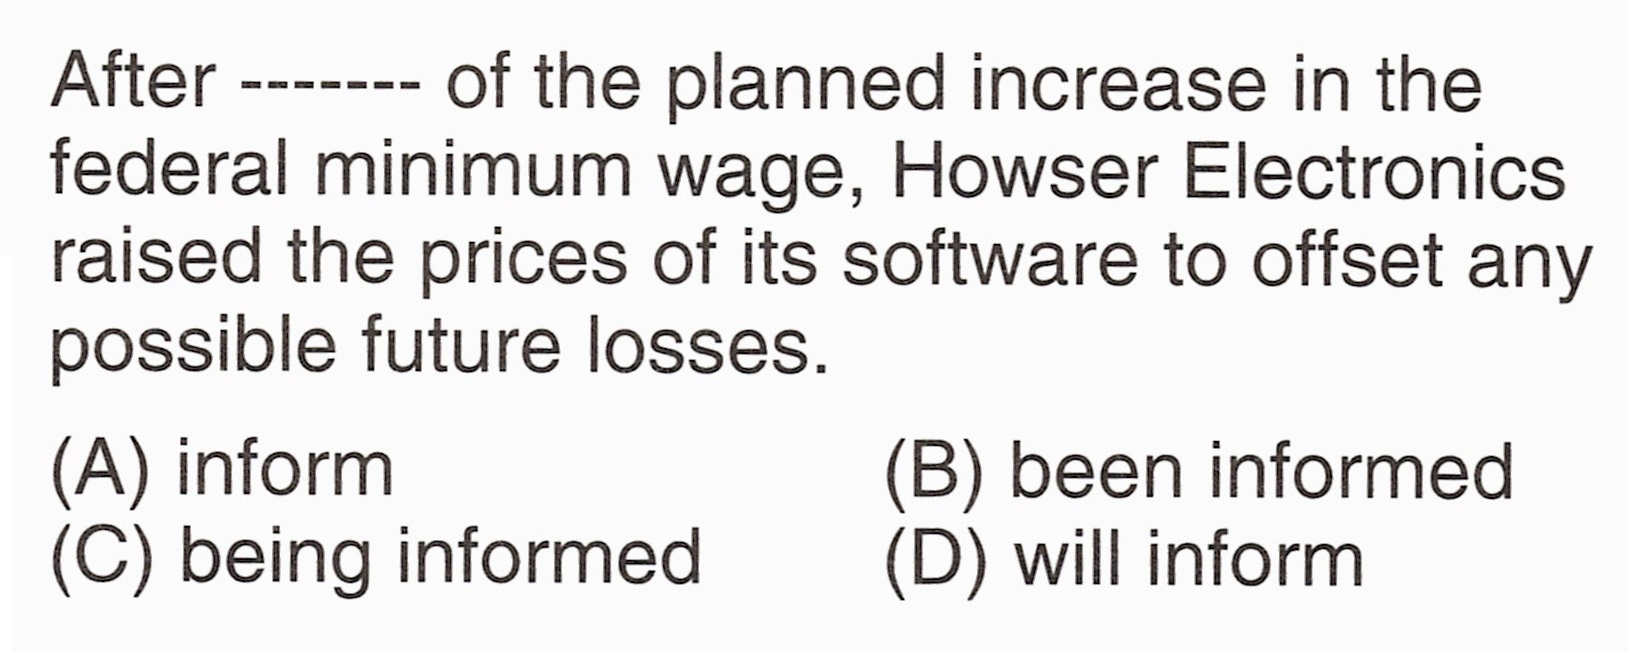 After ------- of the planned increase in the
federal minimum wage, Howser Electronics
raised the prices of its software to offset any
possible future losses.
(A) inform (B) been informed
(C) being informed (D) will inform